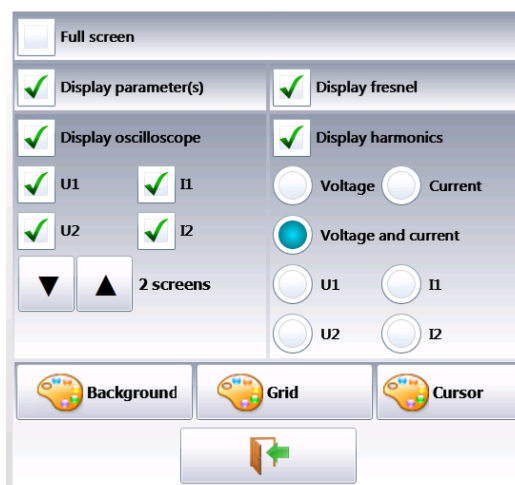 Full screen
Display parameter(s) Display fresnel
Display oscilloscope Display harmonics
U1 I1 Voltage Current
U2 I2 Voltage and current
2 screens U1 I1
U2 I2
Background Grid Cursor